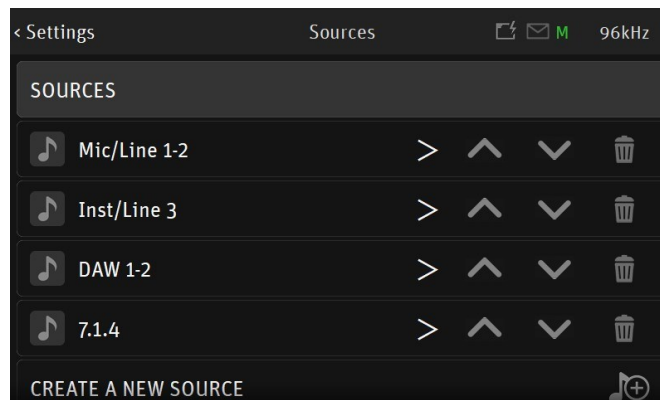 < Settings Sources M 96kHz
SOURCES
Mic/Line 1-2 >
Inst/Line 3 >
DAW 1-2 >
7.1.4 >
CREATE A NEW SOURCE